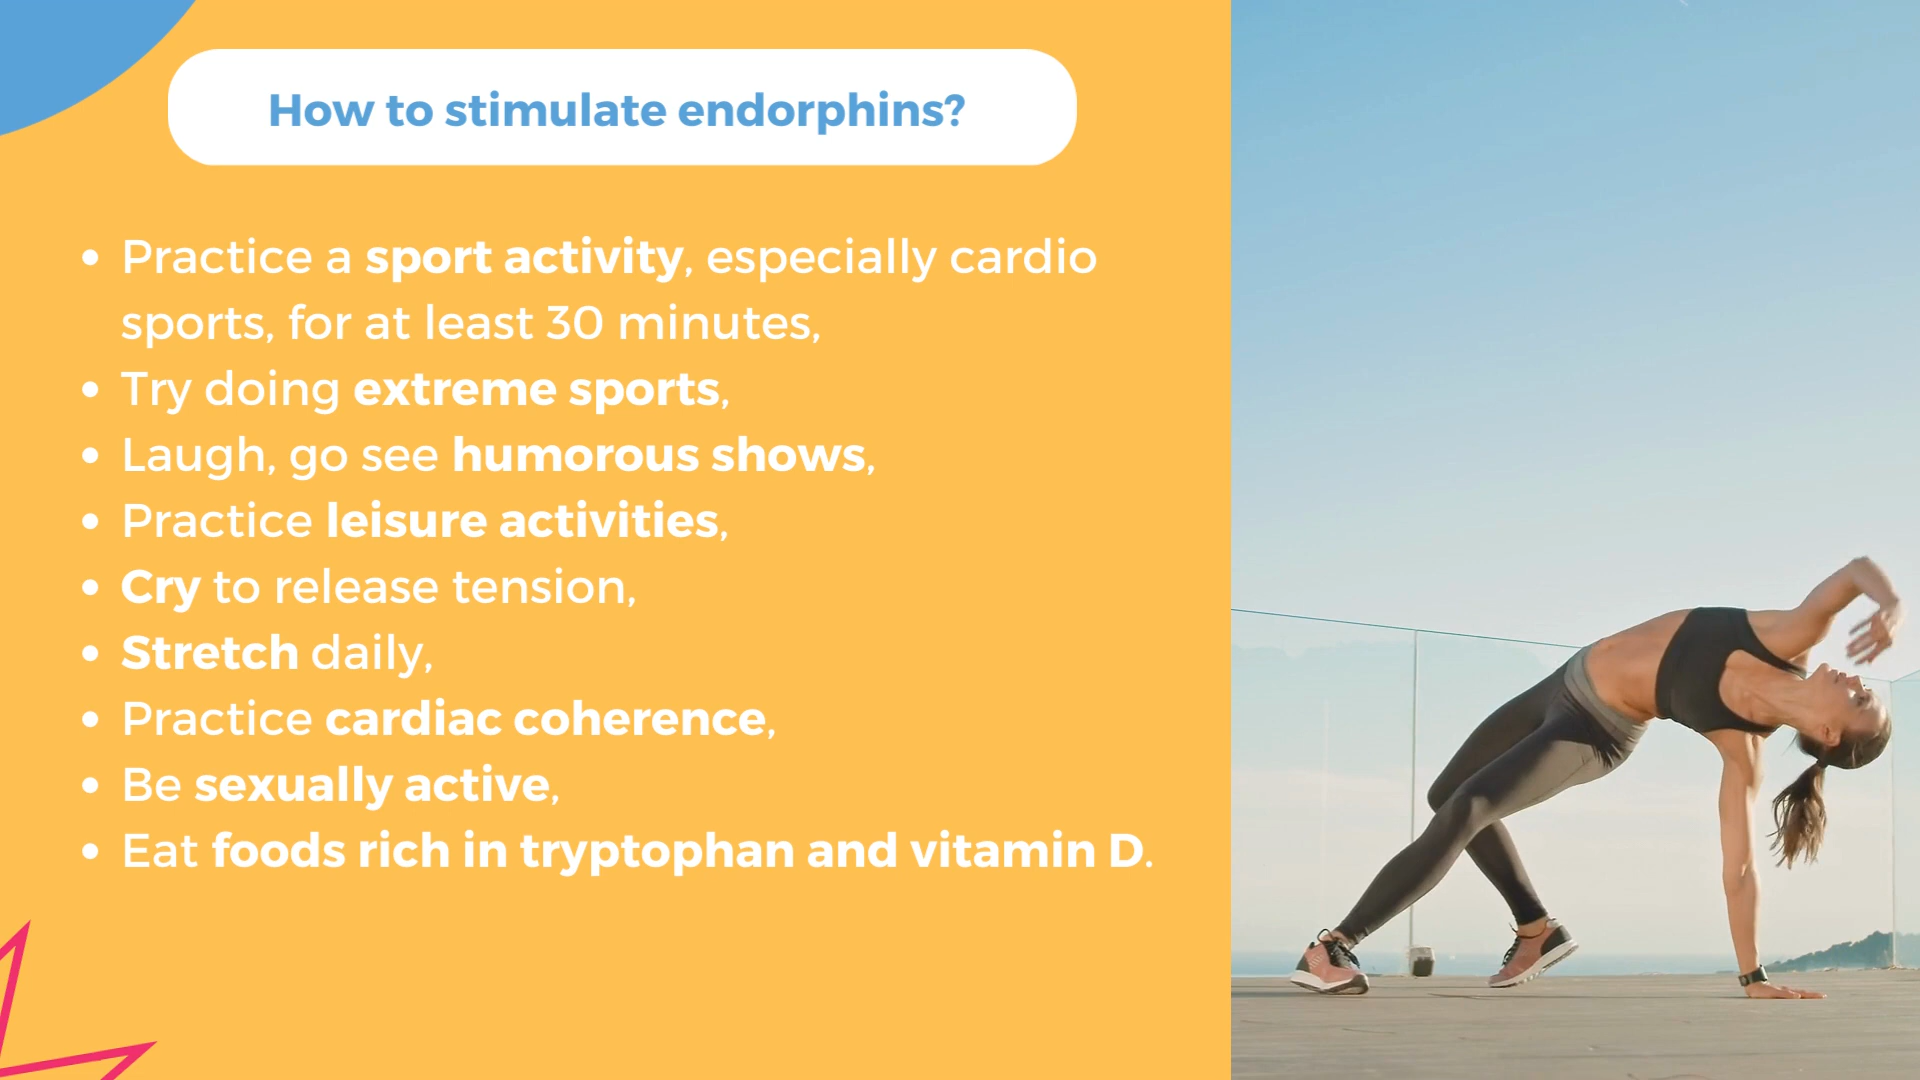 How to stimulate endorphins?
• Practice a sport activity, especially cardio
sports, for at least 30 minutes,
• Try doing extreme sports,
• Laugh, go see humorous shows,
• Practice leisure activities,
• Cry to release tension,
• Stretch daily,
• Practice cardiac coherence,
• Be sexually active,
• Eat foods rich in tryptophan and vitamin D.